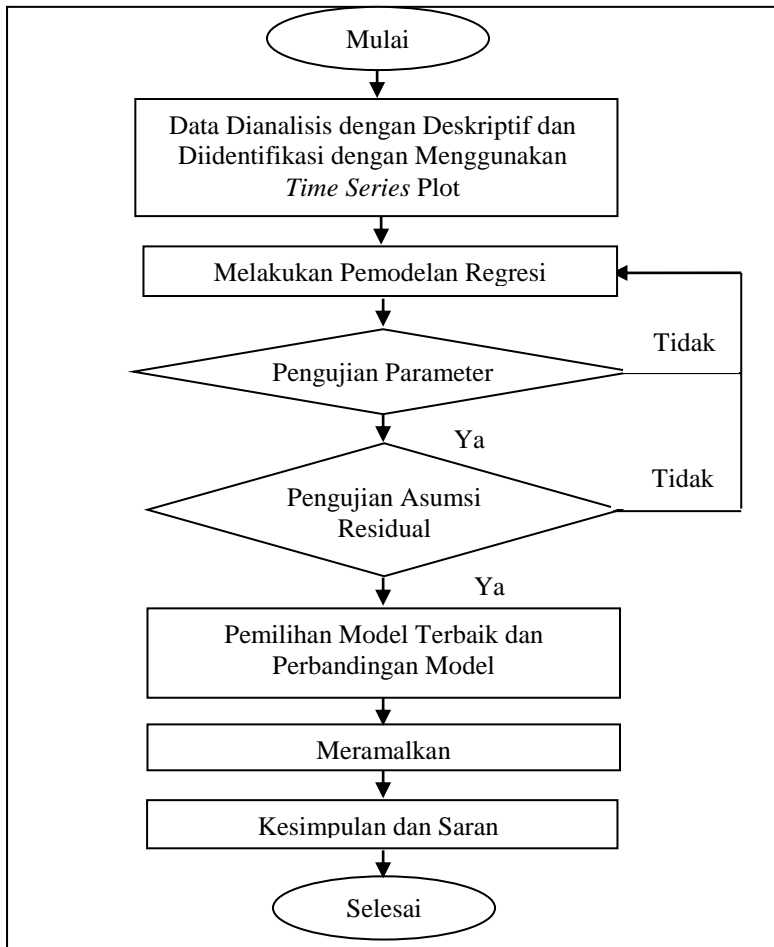 Mulai
Data Dianalisis dengan Deskriptif dan
Diidentifikasi dengan Menggunakan
Time Series Plot
Melakukan Pemodelan Regresi
Tidak
Pengujian Parameter
Ya
Tidak
Pengujian Asumsi
Residual
Ya
Pemilihan Model Terbaik dan
Perbandingan Model
Meramalkan
Kesimpulan dan Saran
Selesai